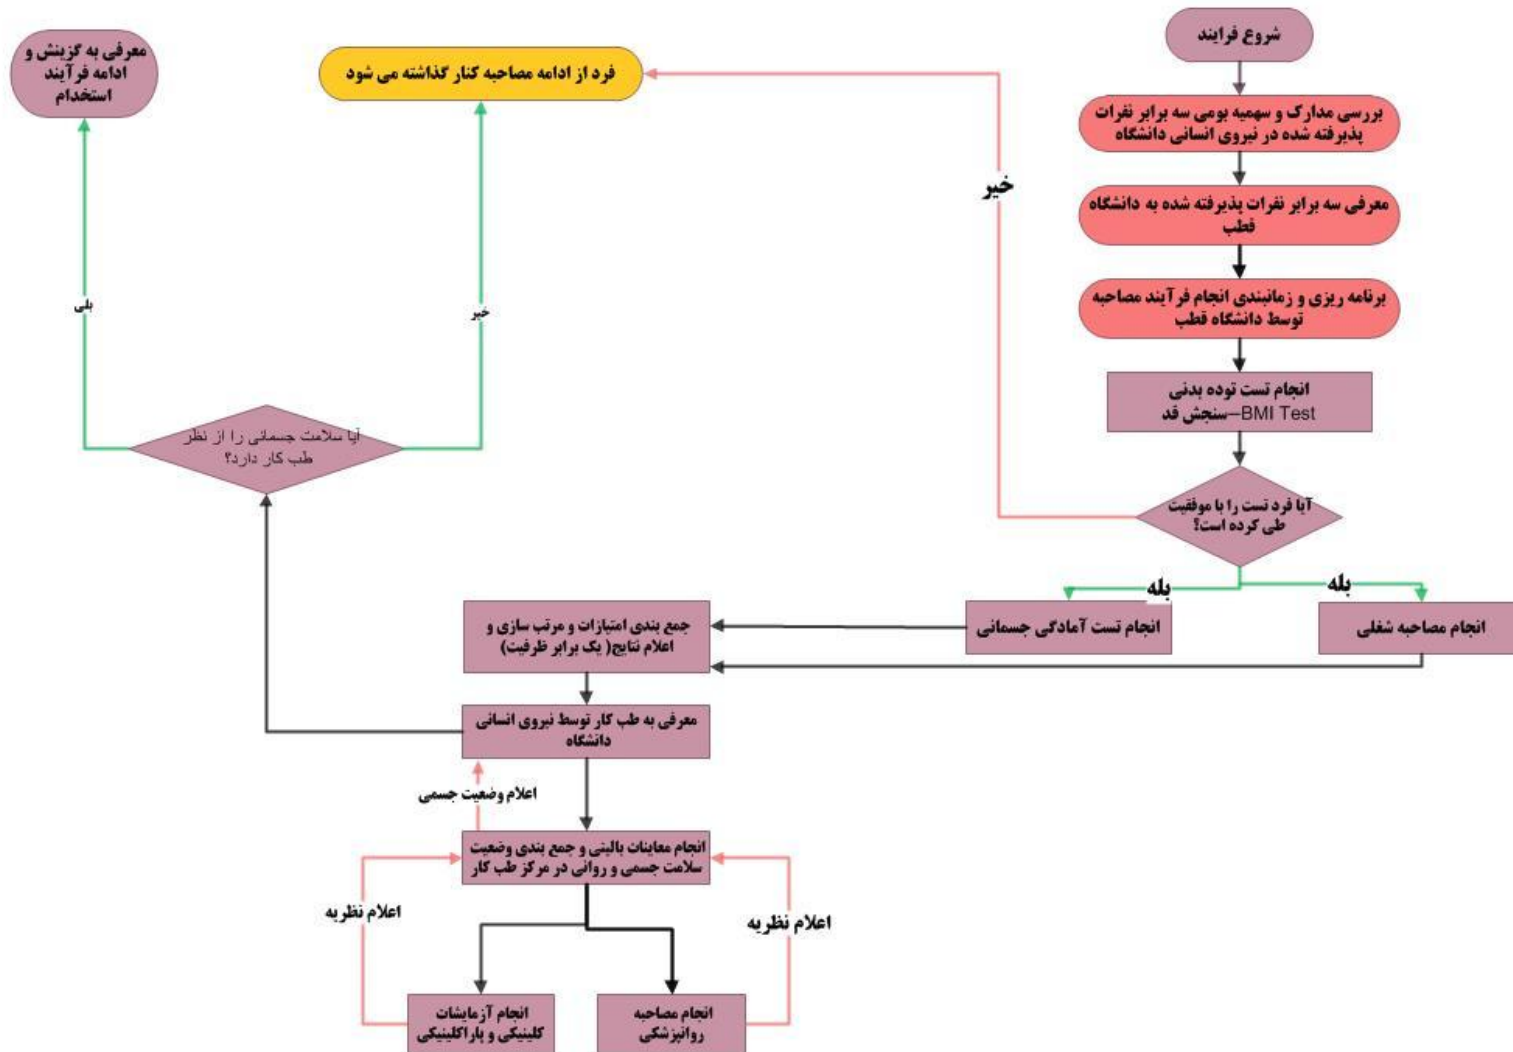 شروع فرایند
بررسی مدارک و سهمیه بومی سه برابر نفرات
پذیرفته شده در نیروی انسانی دانشگاه
معرفی سه برابر نفرات پذیرفته شده به دانشگاه
قطب
برنامه ریزی و زمانبندی انجام فرآیند مصاحبه
توسط دانشگاه قطب
انجام تست توده بدنی
BMI Test–سنجش قد
آیا فرد تست را با موفقیت
طی کرده است؟
خیر
فرد از ادامه مصاحبه کنار گذاشته می شود
بله
بله
انجام مصاحبه شغلی
انجام تست آمادگی جسمانی
جمع بندی امتیازات و مرتب سازی و
اعلام نتایج( یک برابر ظرفیت)
معرفی به طب کار توسط نیروی انسانی
دانشگاه
اعلام وضعیت جسمی
انجام معاینات بالینی و جمع بندی وضعیت
سلامت جسمی و روانی در مرکز طب کار
اعلام نظریه
اعلام نظریه
انجام مصاحبه
روانپزشکی
انجام آزمایشات
کلینیکی و پاراکلینیکی
آیا سلامت جسمانی را از نظر
طب کار دارد؟
خیر
بلی
معرفی به گزینش و
ادامه فرآیند
استخدام